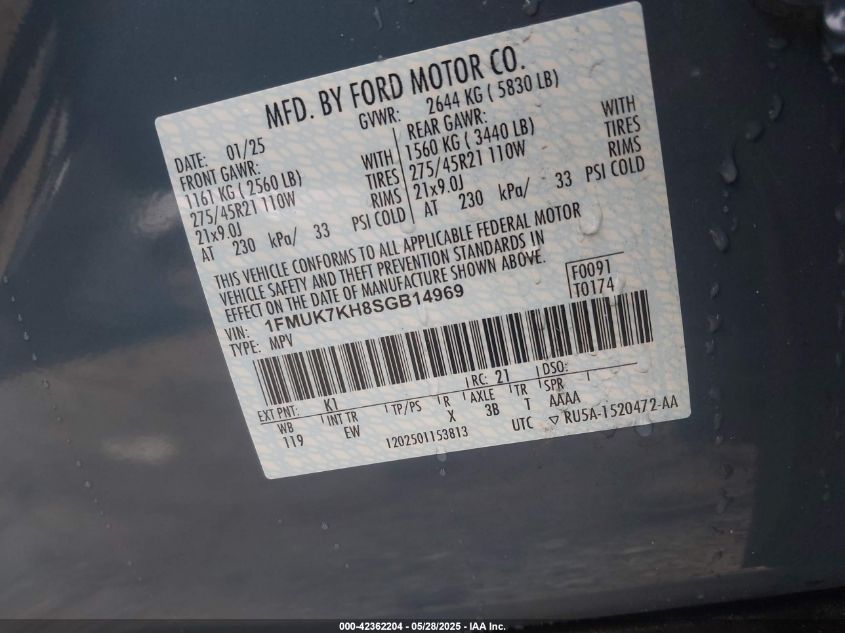 MFD. BY FORD MOTOR CO.
DATE: 01/25
GVWR: 2644 KG ( 5830 LB)
FRONT GAWR:
1161 KG ( 2560 LB) WITH
275/45R21 110W TIRES
21x9.0J RIMS
AT 230 kPa/ 33 PSI COLD
REAR GAWR:
1560 KG ( 3440 LB) WITH
275/45R21 110W TIRES
21x9.0J RIMS
AT 230 kPa/ 33 PSI COLD
THIS VEHICLE CONFORMS TO ALL APPLICABLE FEDERAL MOTOR
VEHICLE SAFETY AND THEFT PREVENTION STANDARDS IN
EFFECT ON THE DATE OF MANUFACTURE SHOWN ABOVE.
VIN: 1FMUK7KH8SGB14969
TYPE: MPV
F0091
T0174
EXT PNT: K1 RC: 21 DSO:
WB INT TR TP/PS R AXLE TR SPR
119 EW X 3B T AAAA
1202501153813 UTC ▽ RU5A-1520472-AA
000-42362204 - 05/28/2025 - IAA Inc.